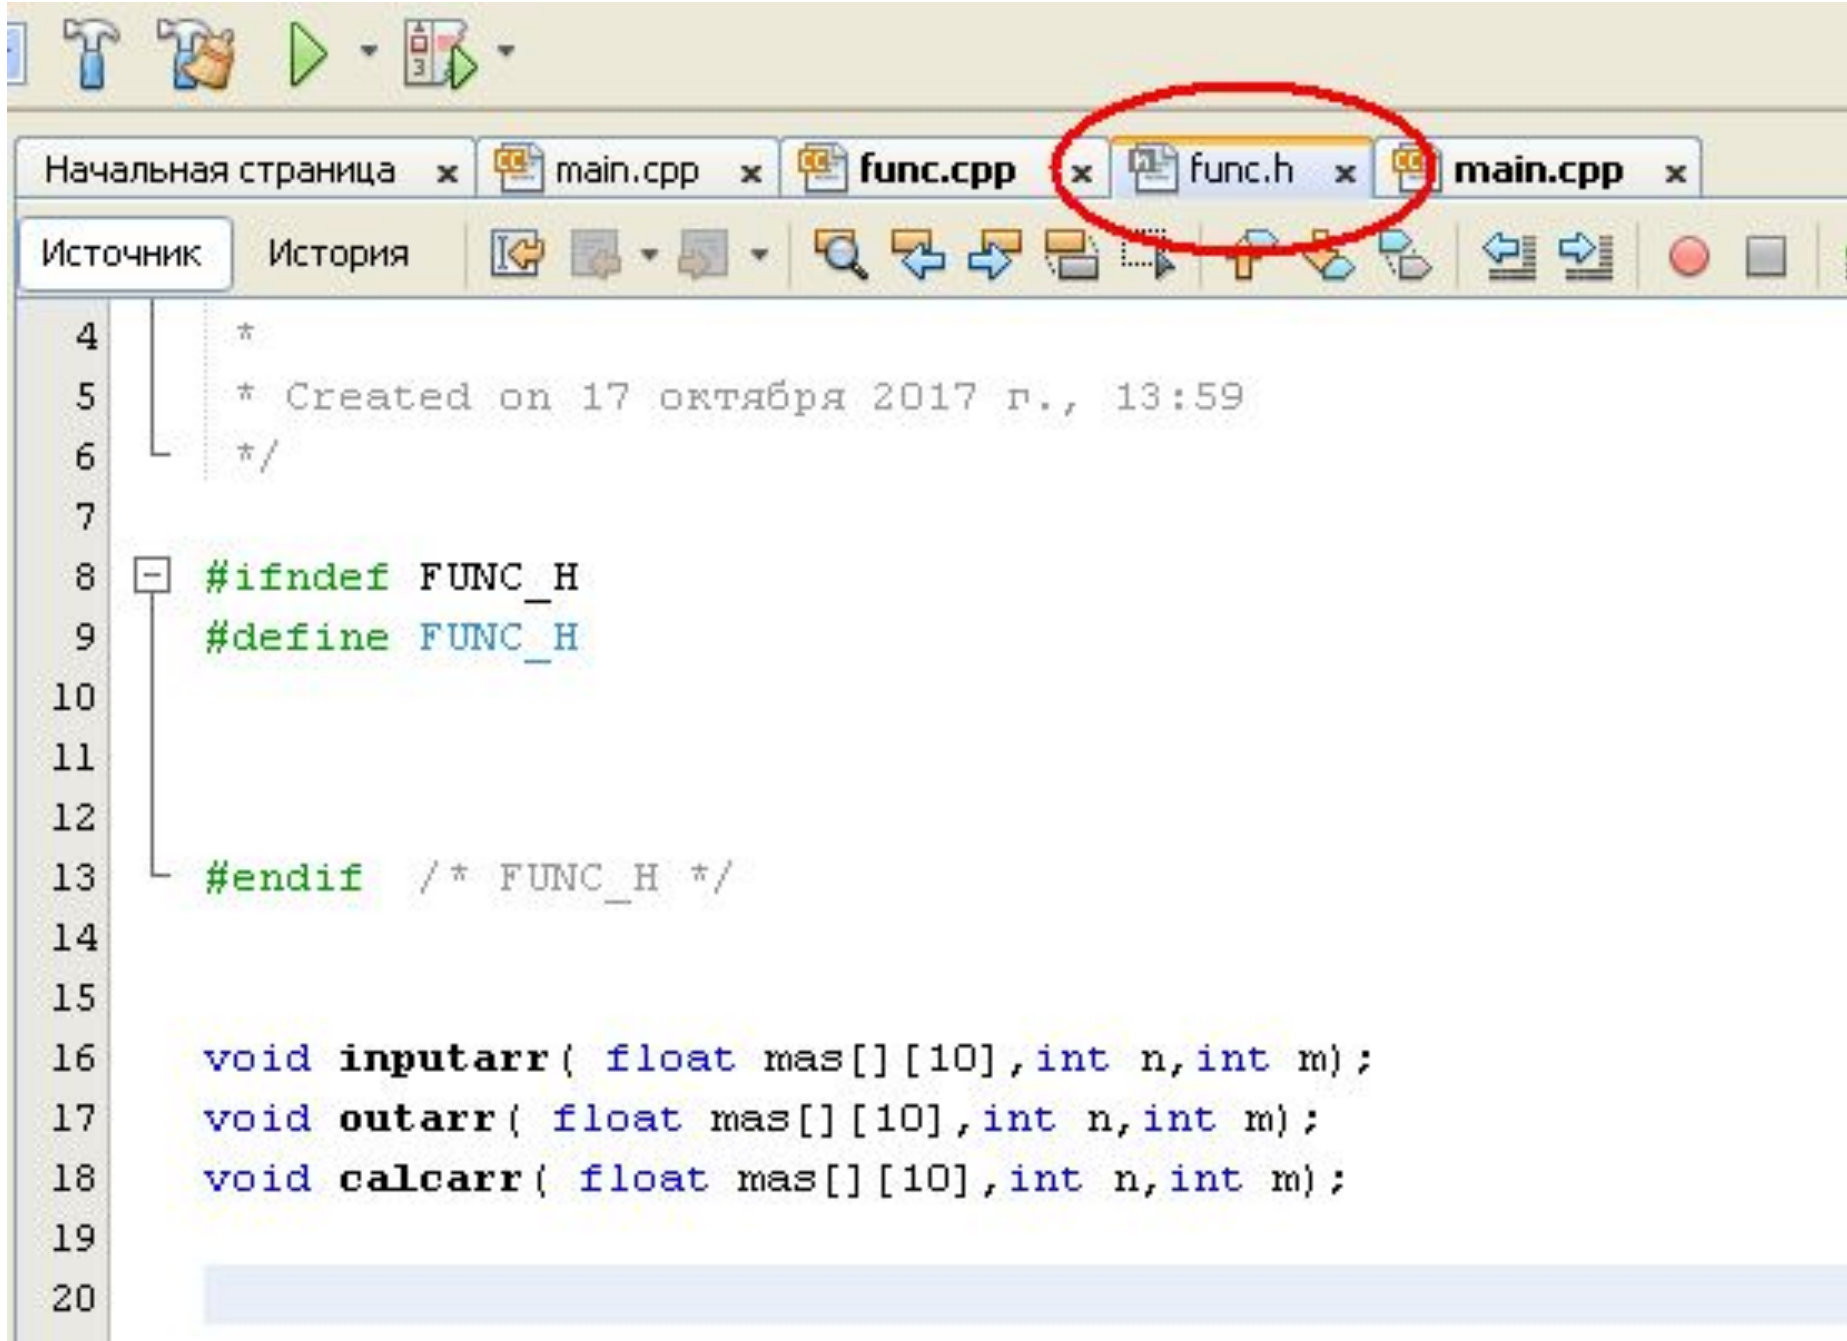 Начальная страница x main.cpp x func.cpp x func.h x main.cpp x
Источник История
4 *
5 * Created on 17 октября 2017 г., 13:59
6 */
7
8 #ifndef FUNC_H
9 #define FUNC_H
10
11
12
13 #endif /* FUNC_H */
14
15
16 void inputarr( float mas[][10],int n,int m);
17 void outarr( float mas[][10],int n,int m);
18 void calcarr( float mas[][10],int n,int m);
19
20